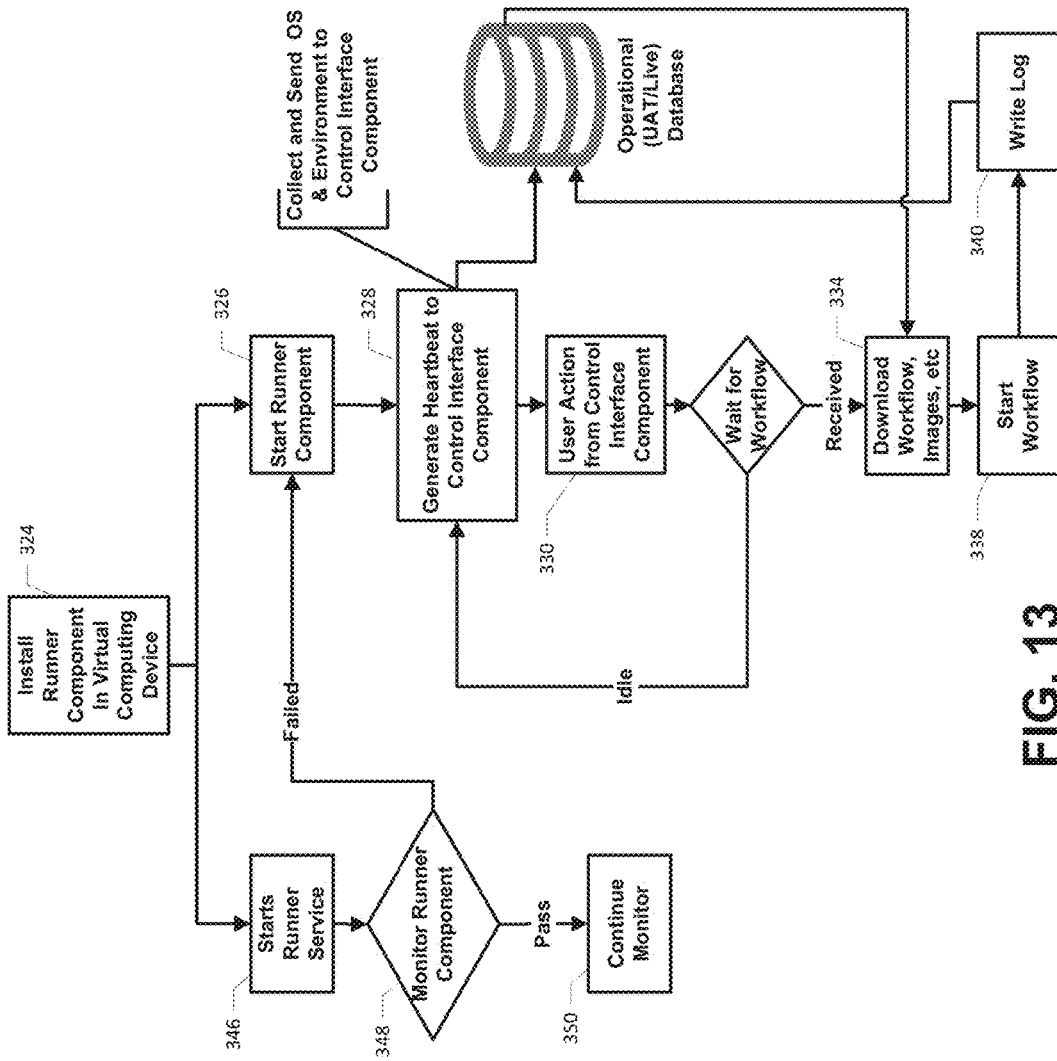 324
Install
Runner
Component
In Virtual
Computing
Device
346
Starts
Runner
Service
348
Monitor Runner
Component
Failed
Pass
350
Continue
Monitor
326
Start Runner
Component
328
Generate Heartbeat to
Control Interface
Component
Collect and Send OS
& Environment to
Control Interface
Component
Operational
(UAT/Live)
Database
330
User Action
from Control
Interface
Component
Wait for
Workflow
Idle
Received
334
Download
Workflow,
Images, etc
338
Start
Workflow
340
Write Log
FIG. 13